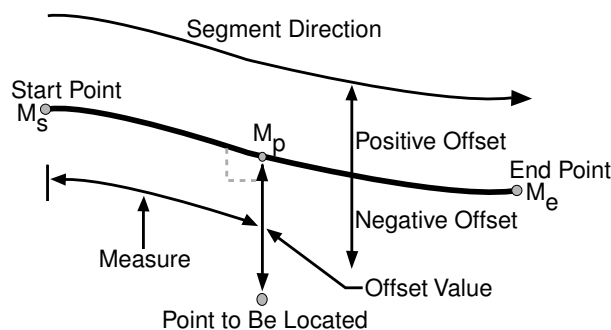 Segment Direction
Start Point
Ms
Mp
Positive Offset
End Point
Me
Negative Offset
Measure
Offset Value
Point to Be Located